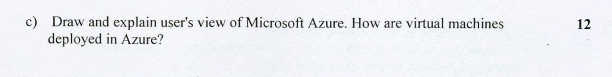 c) Draw and explain user's view of Microsoft Azure. How are virtual machines 12
deployed in Azure?